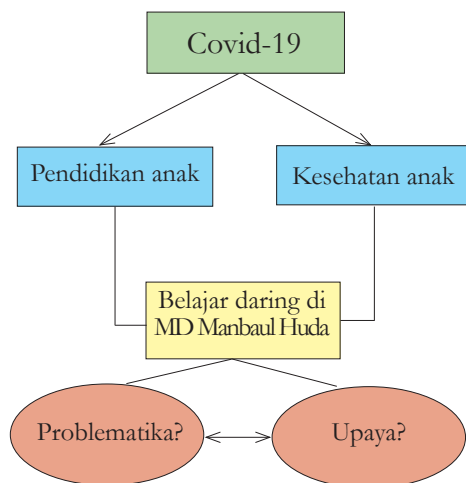 Covid-19
Pendidikan anak
Kesehatan anak
Belajar daring di
MD Manbaul Huda
Problematika?
Upaya?